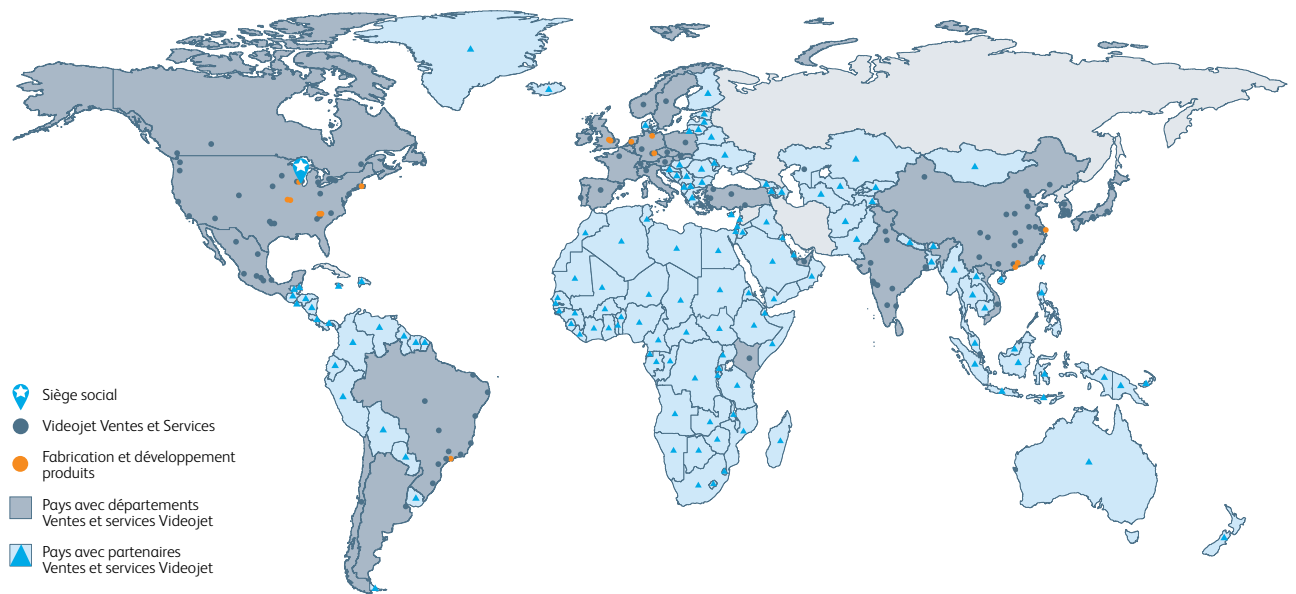 Siège social
Videojet Ventes et Services
Fabrication et développement
produits
Pays avec départements
Ventes et services Videojet
Pays avec partenaires
Ventes et services Videojet